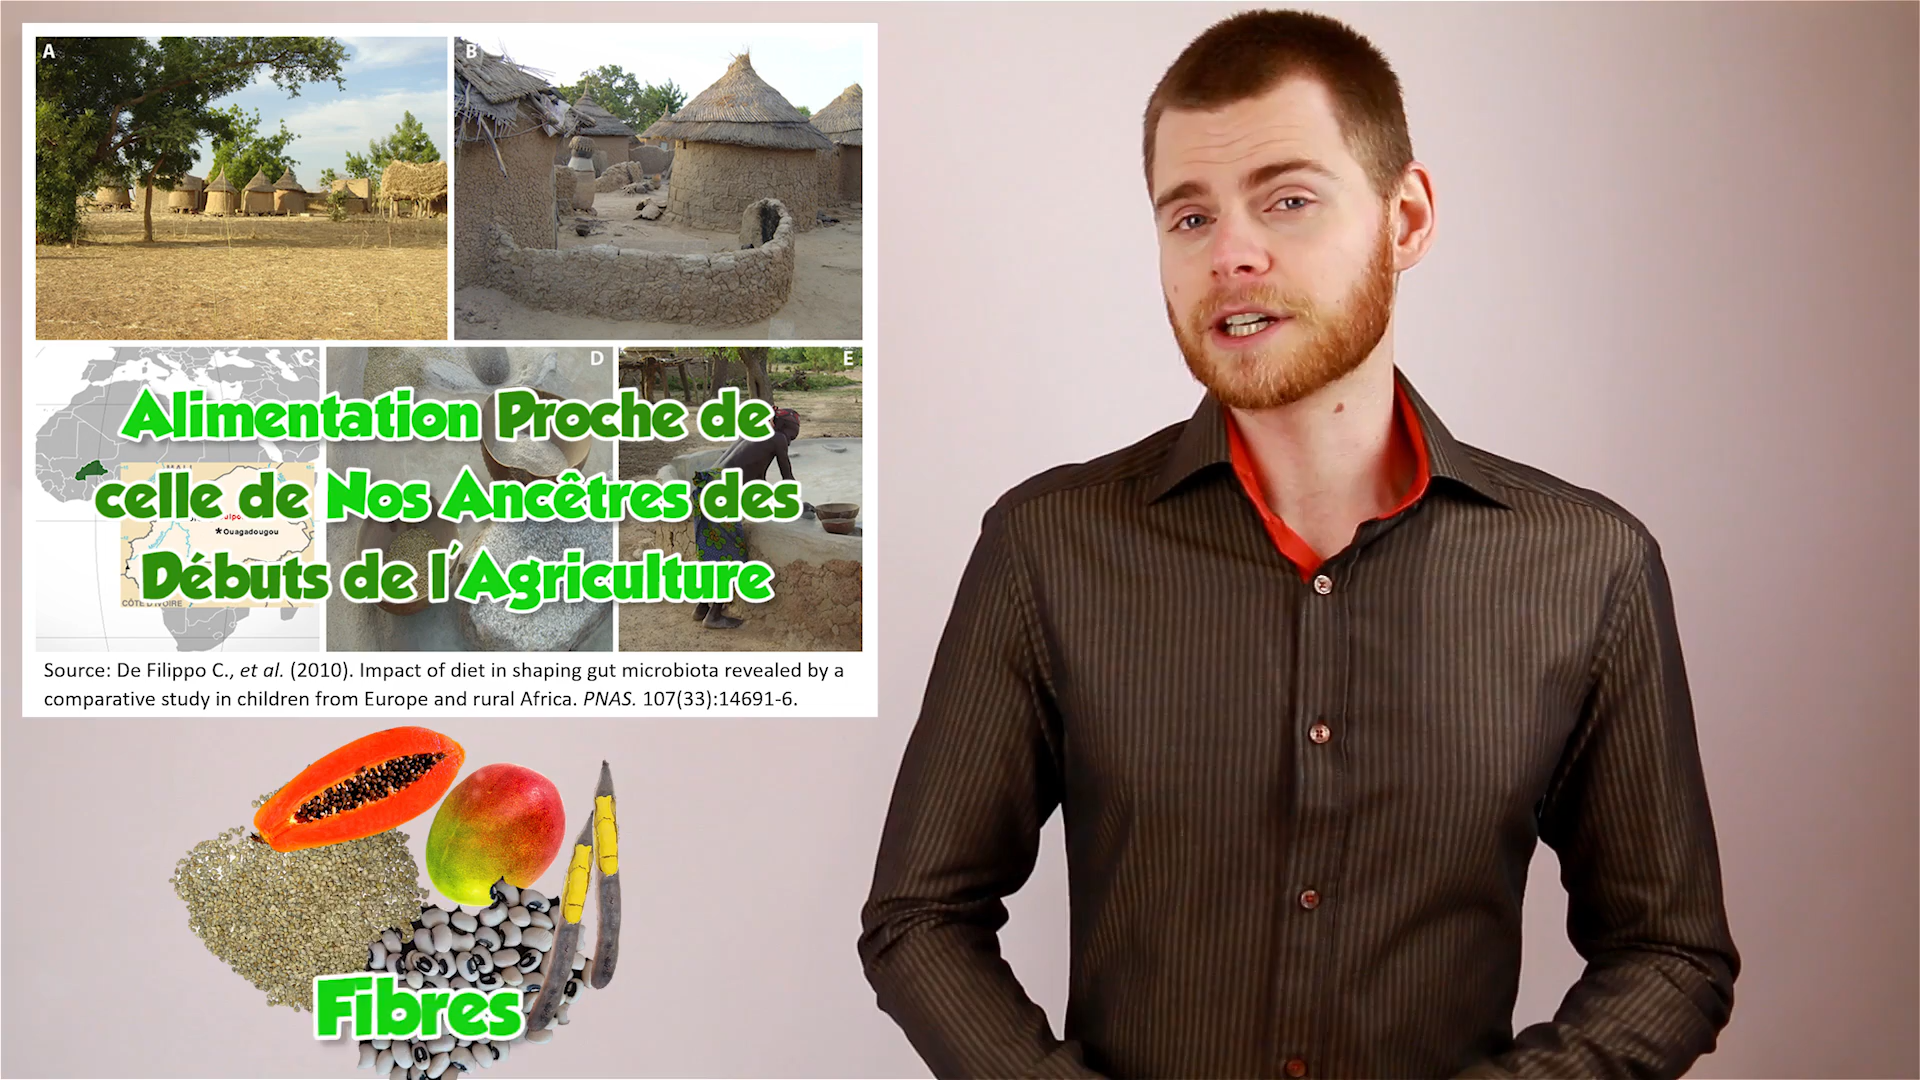 A
B
C
D
E
MALI
Alimentation Proche de
celle de Nos Ancêtres des
Ouagadougou
Débuts de l'Agriculture
CÔTE D'IVOIRE
Source: De Filippo C., et al. (2010). Impact of diet in shaping gut microbiota revealed by a
comparative study in children from Europe and rural Africa. PNAS. 107(33):14691-6.
Fibres